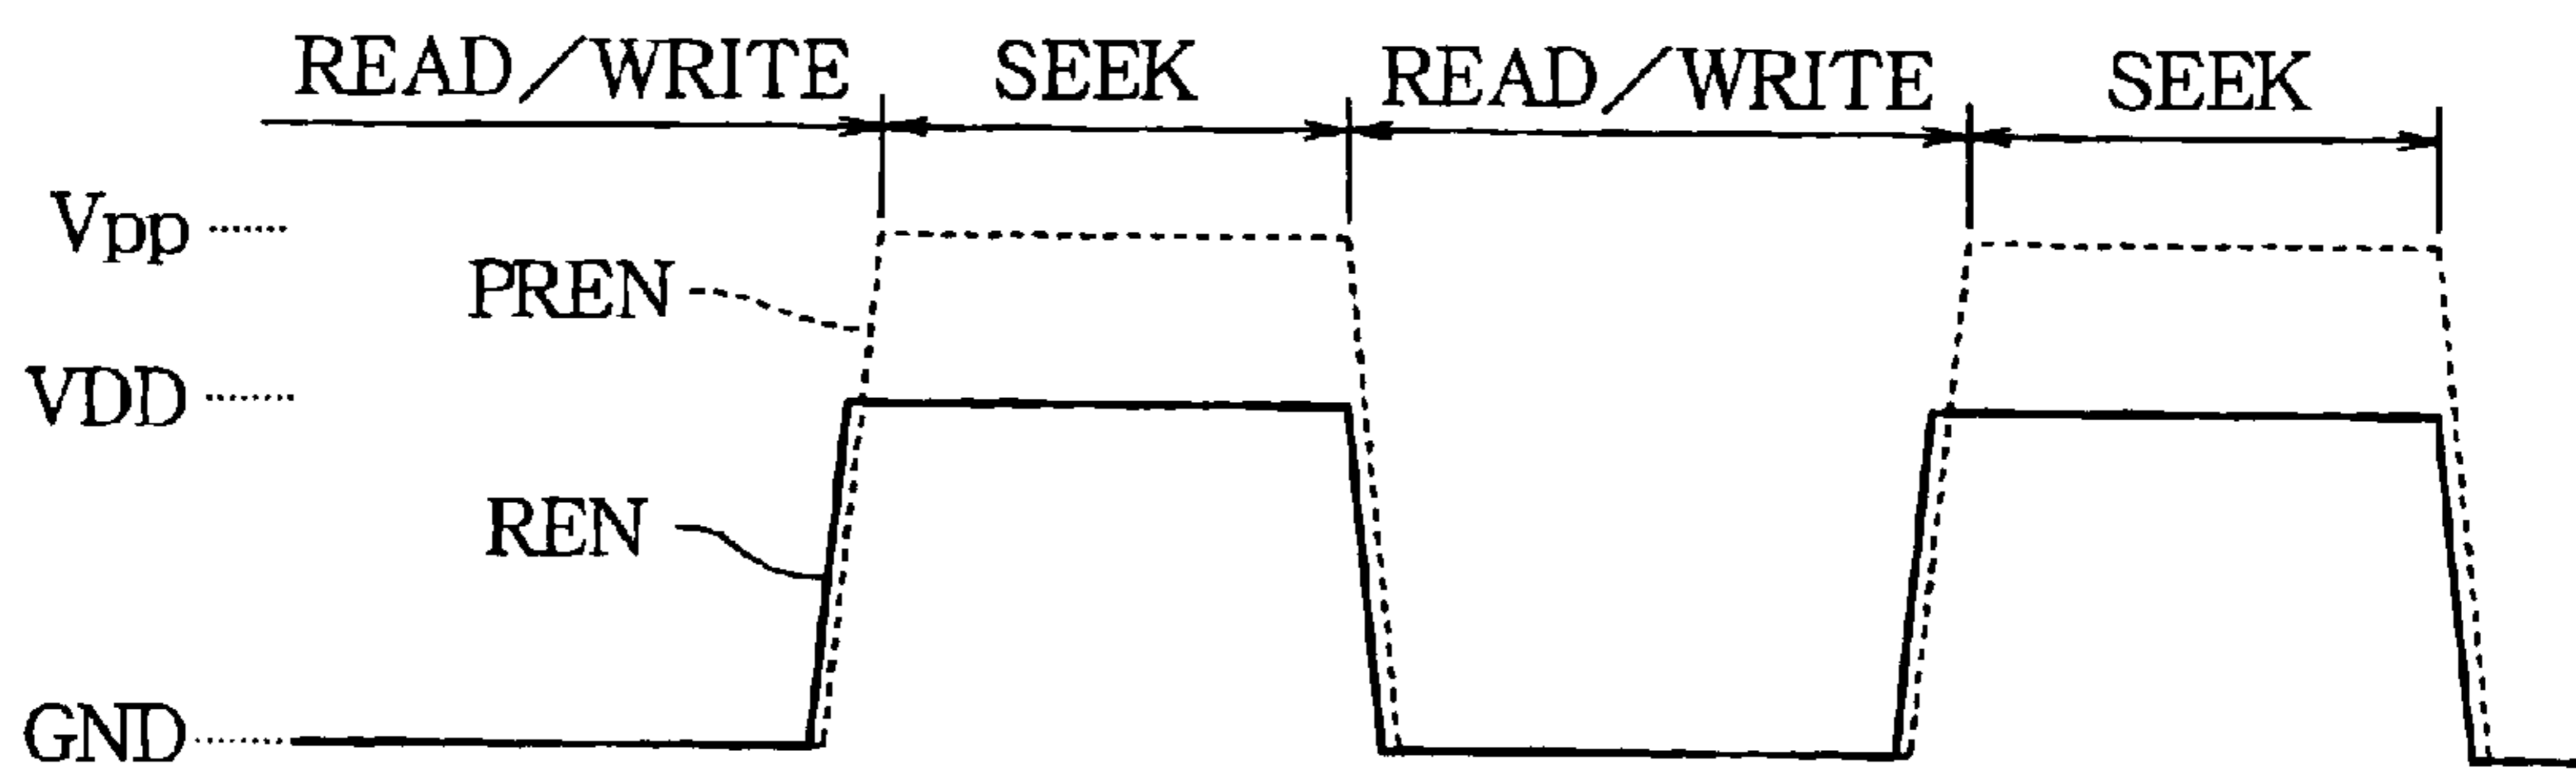 READ/WRITE SEEK READ/WRITE SEEK
Vpp
PREN
VDD
REN
GND